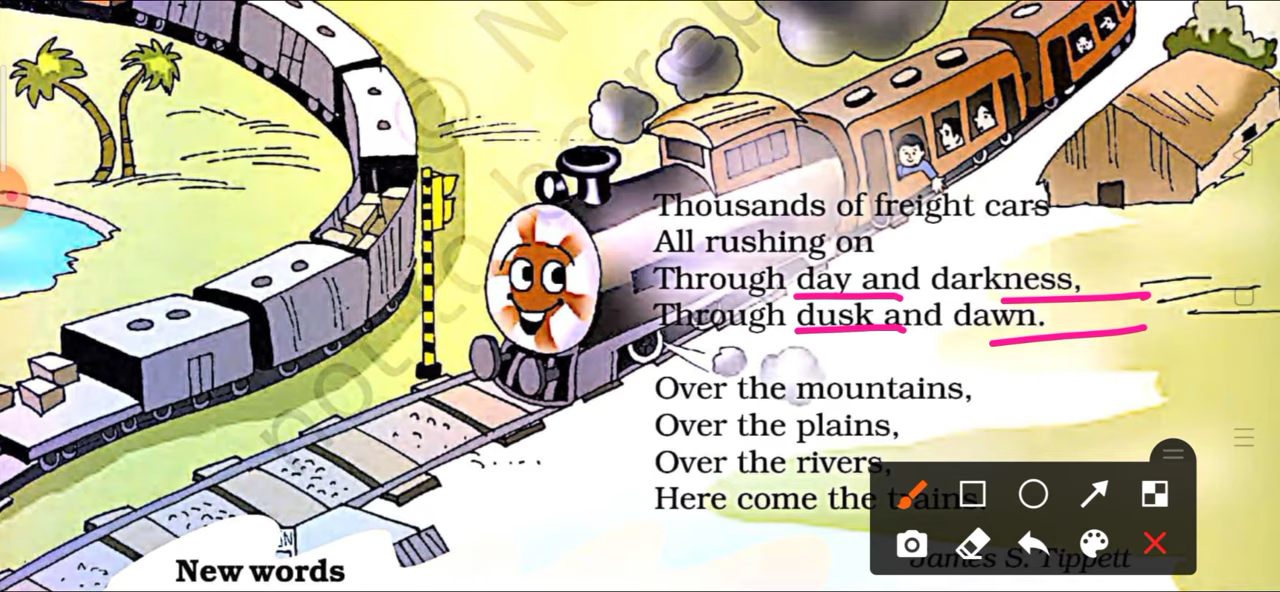 Thousands of freight cars
All rushing on
Through day and darkness,
Through dusk and dawn.
Over the mountains,
Over the plains,
Over the rivers,
Here come the trains.
James S. Tippett
New words